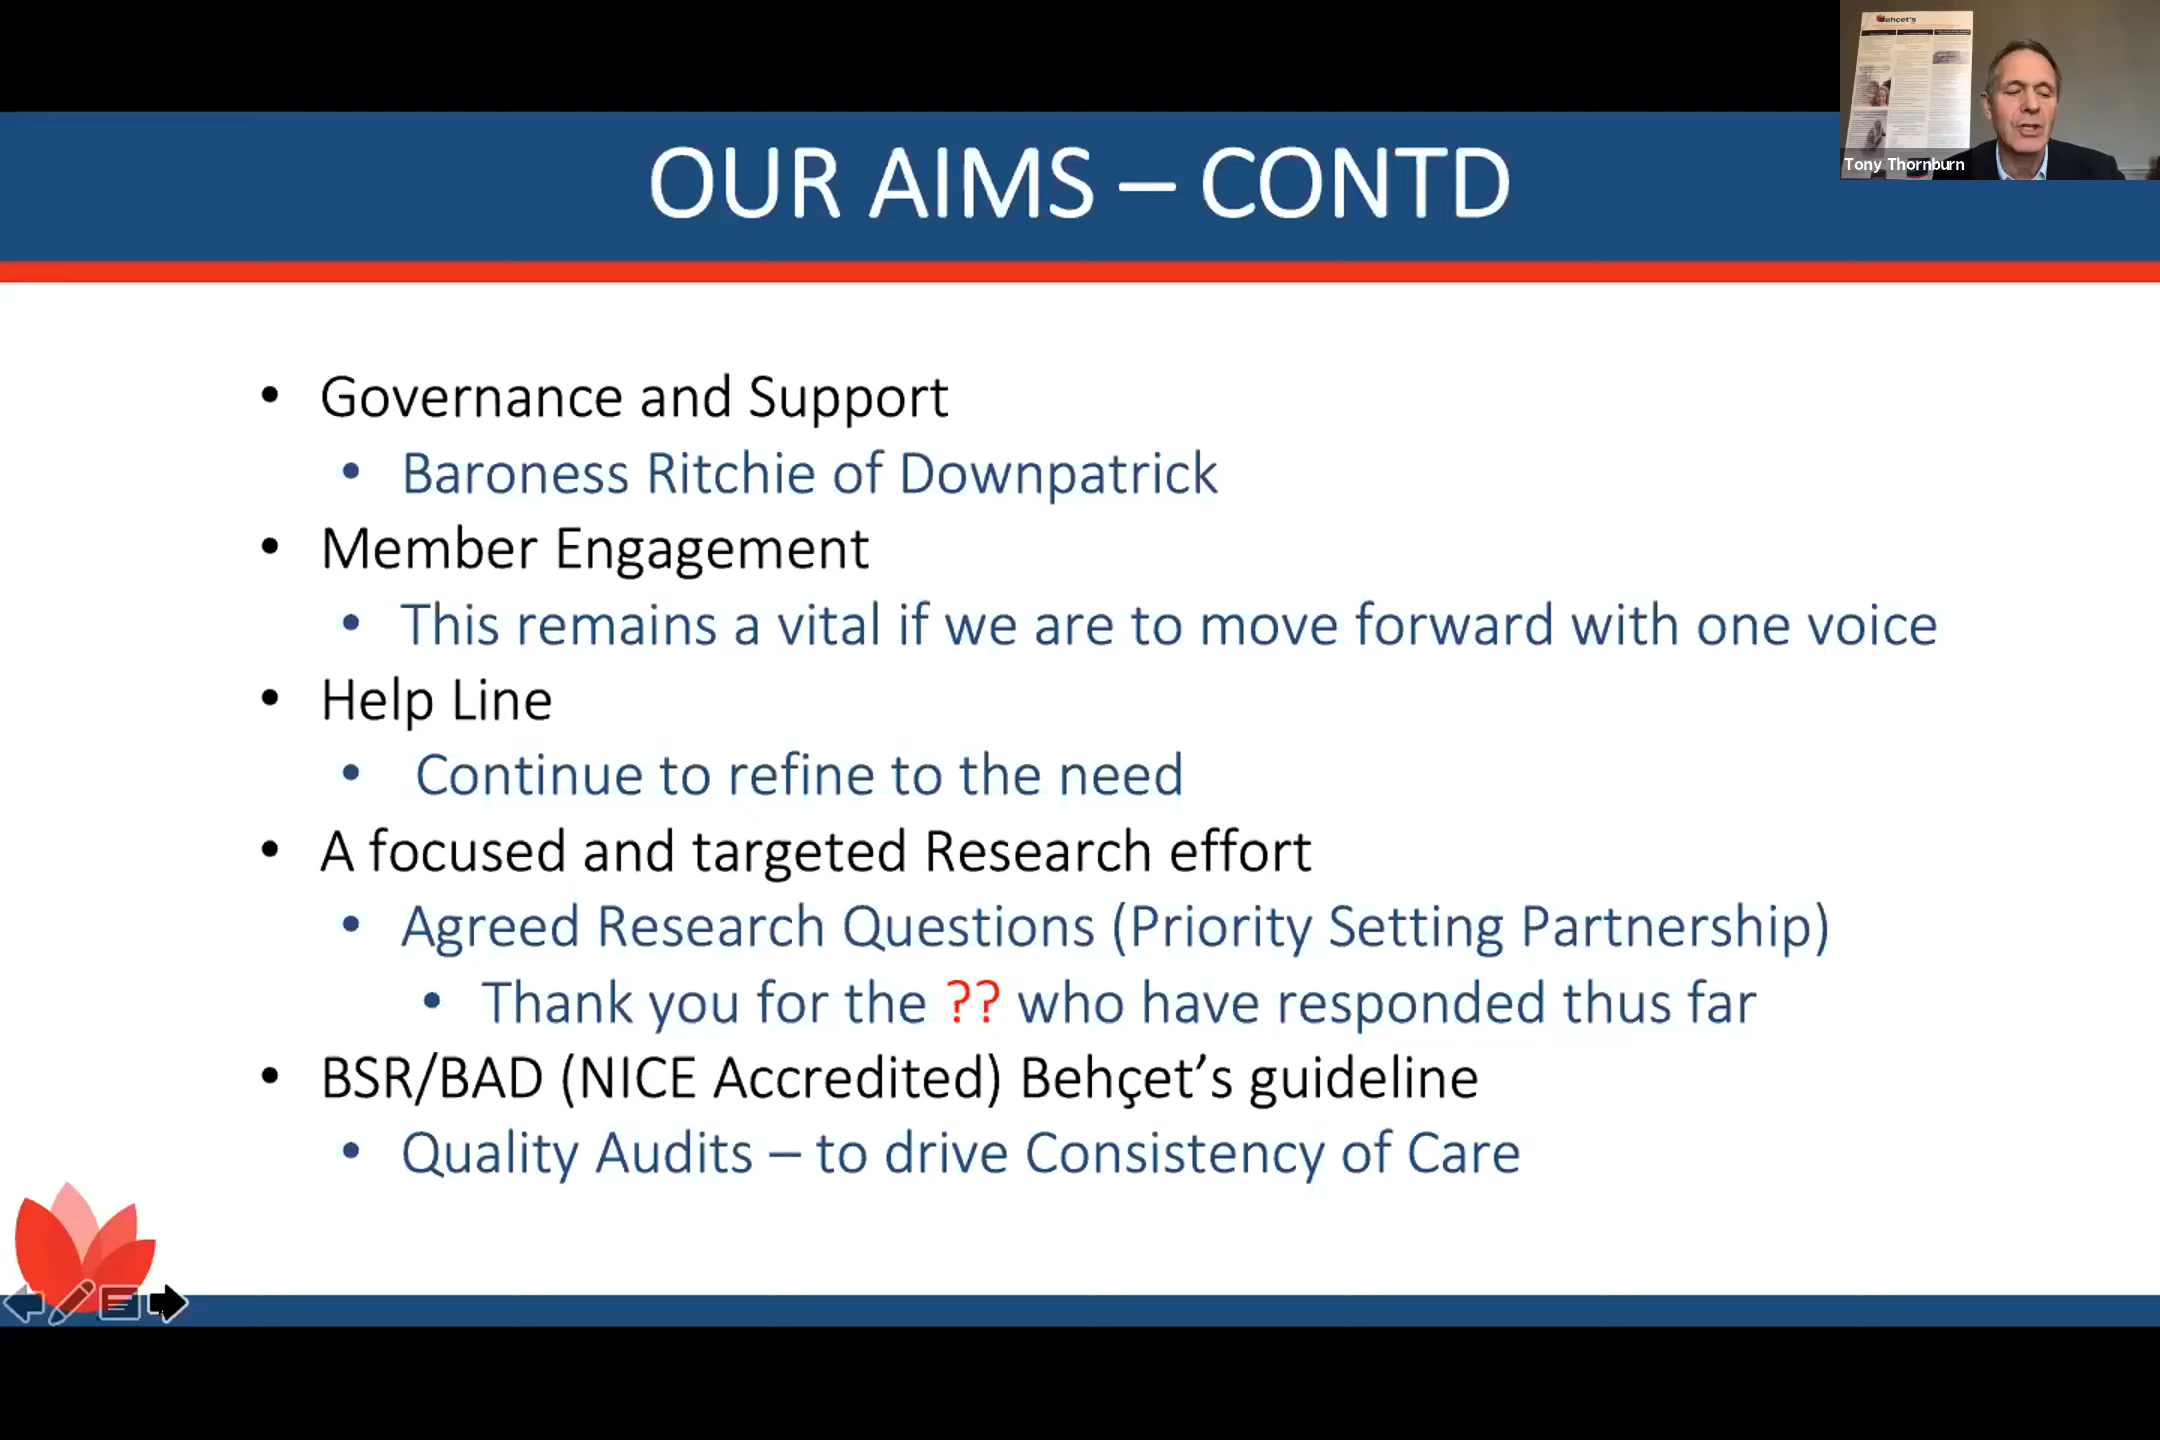 OUR AIMS – CONTD
Behçet's
Tony Thornburn
• Governance and Support
• Baroness Ritchie of Downpatrick
• Member Engagement
• This remains a vital if we are to move forward with one voice
• Help Line
• Continue to refine to the need
• A focused and targeted Research effort
• Agreed Research Questions (Priority Setting Partnership)
• Thank you for the ?? who have responded thus far
• BSR/BAD (NICE Accredited) Behçet’s guideline
• Quality Audits – to drive Consistency of Care